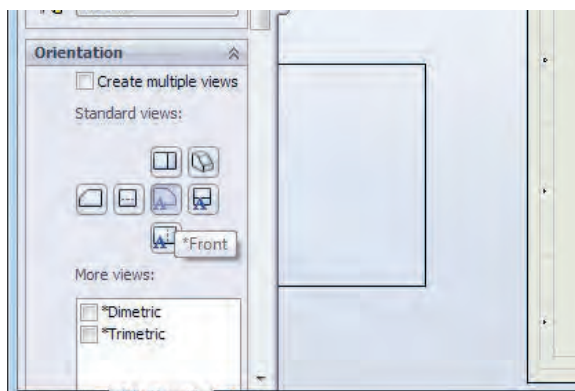 Orientation
Create multiple views
Standard views:
A A
A *Front
More views:
*Dimetric
*Trimetric